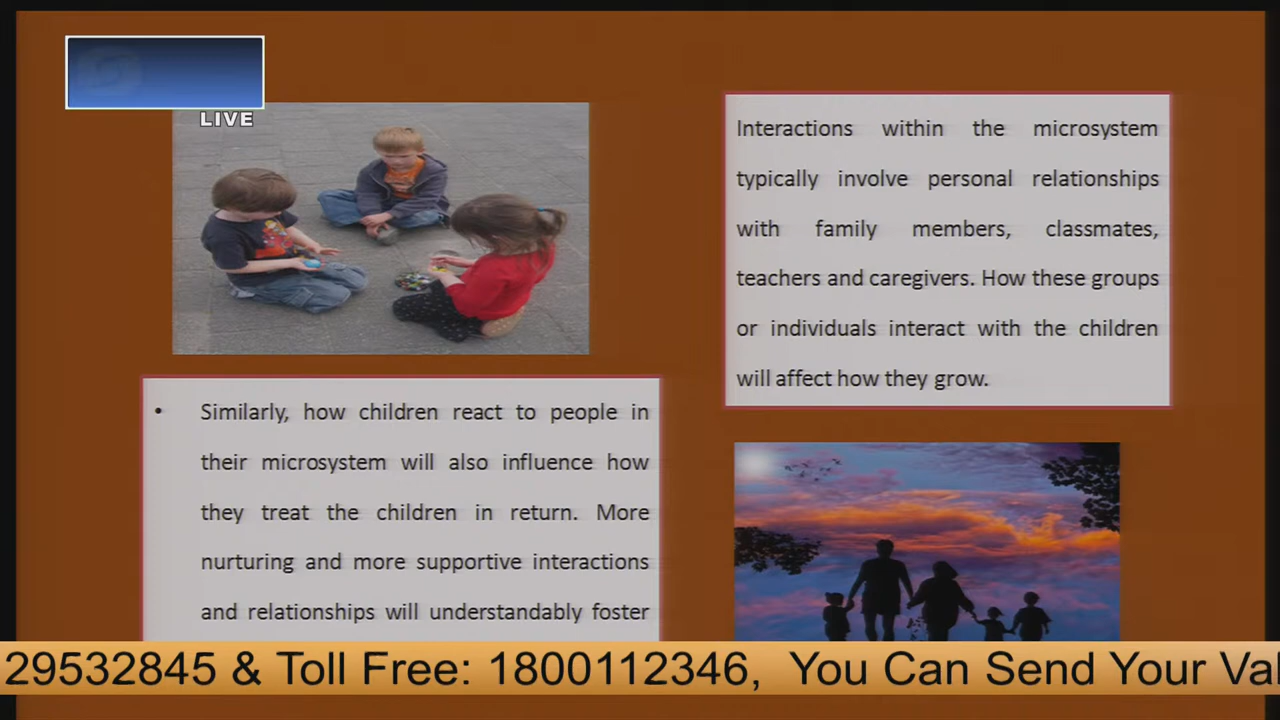 LIVE
Interactions within the microsystem
typically involve personal relationships
with family members, classmates,
teachers and caregivers. How these groups
or individuals interact with the children
will affect how they grow.
• Similarly, how children react to people in
their microsystem will also influence how
they treat the children in return. More
nurturing and more supportive interactions
and relationships will understandably foster
29532845 & Toll Free: 1800112346, You Can Send Your Val